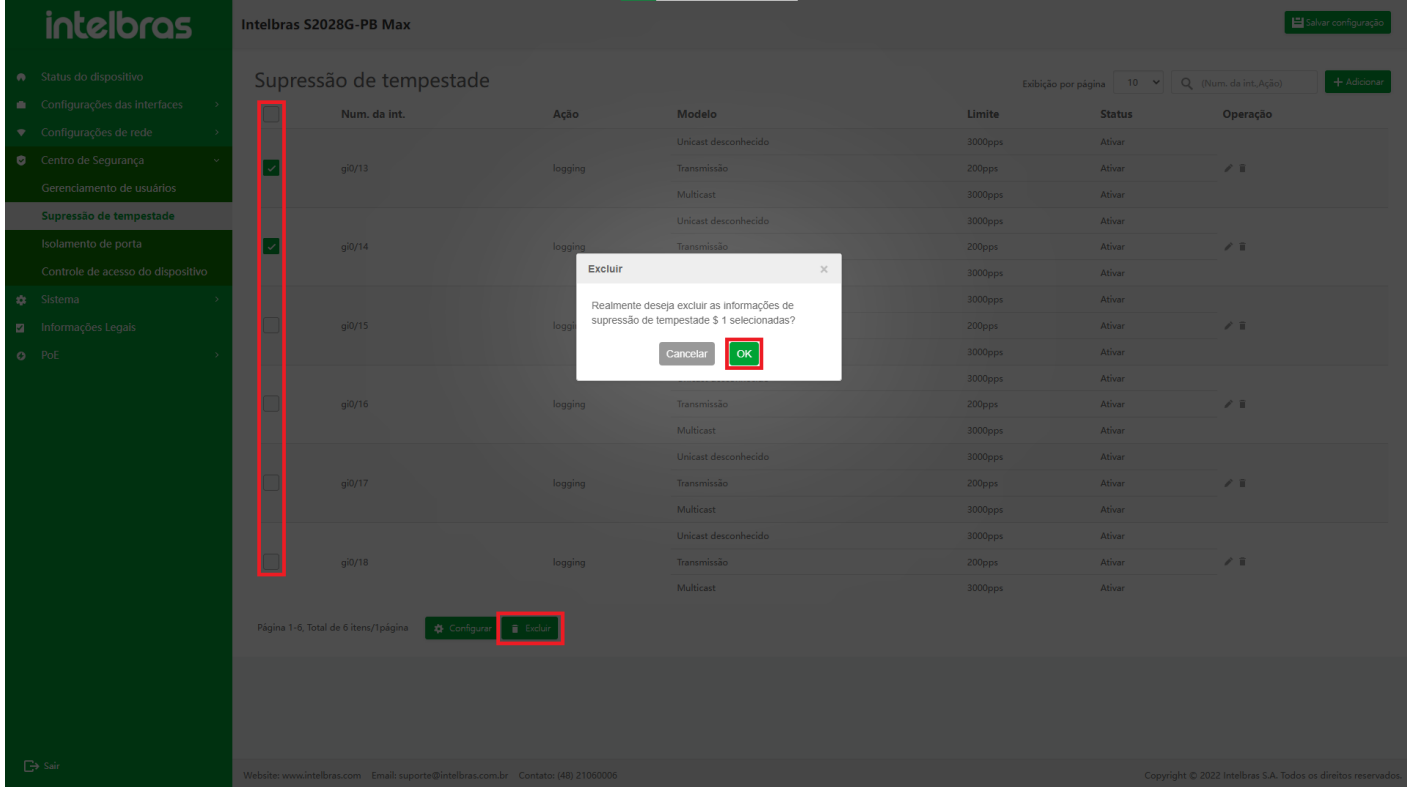 intelbras
Intelbras S2028G-PB Max
Salvar configuração
Status do dispositivo
Configurações das interfaces
Configurações de rede
Centro de Segurança
Gerenciamento de usuários
Supressão de tempestade
Isolamento de porta
Controle de acesso do dispositivo
Sistema
Informações Legais
PoE
Sair
Supressão de tempestade
Exibição por página 10 (Num. da int.,Ação) Adicionar
Num. da int. Ação Modelo Limite Status Operação
Unicast desconhecido 3000pps Ativar
gi0/13 logging Transmissão 200pps Ativar
Multicast 3000pps Ativar
Unicast desconhecido 3000pps Ativar
gi0/14 logging Transmissão 200pps Ativar
3000pps Ativar
3000pps Ativar
gi0/15 loggi 200pps Ativar
3000pps Ativar
3000pps Ativar
gi0/16 logging Transmissão 200pps Ativar
Multicast 3000pps Ativar
Unicast desconhecido 3000pps Ativar
gi0/17 logging Transmissão 200pps Ativar
Multicast 3000pps Ativar
Unicast desconhecido 3000pps Ativar
gi0/18 logging Transmissão 200pps Ativar
Multicast 3000pps Ativar
Excluir
Realmente deseja excluir as informações de
supressão de tempestade $ 1 selecionadas?
Cancelar OK
Página 1-6, Total de 6 itens/1página Configurar Excluir
Website: www.intelbras.com Email: suporte@intelbras.com.br Contato: (48) 21060006
Copyright © 2022 Intelbras S.A. Todos os direitos reservados.